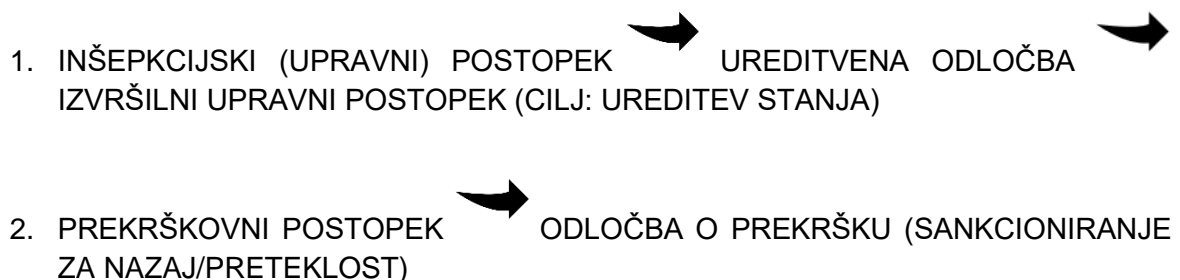 1. INŠEPKCIJSKI (UPRAVNI) POSTOPEK UREDITVENA ODLOČBA
IZVRŠILNI UPRAVNI POSTOPEK (CILJ: UREDITEV STANJA)
2. PREKRŠKOVNI POSTOPEK ODLOČBA O PREKRŠKU (SANKCIONIRANJE
ZA NAZAJ/PRETEKLOST)